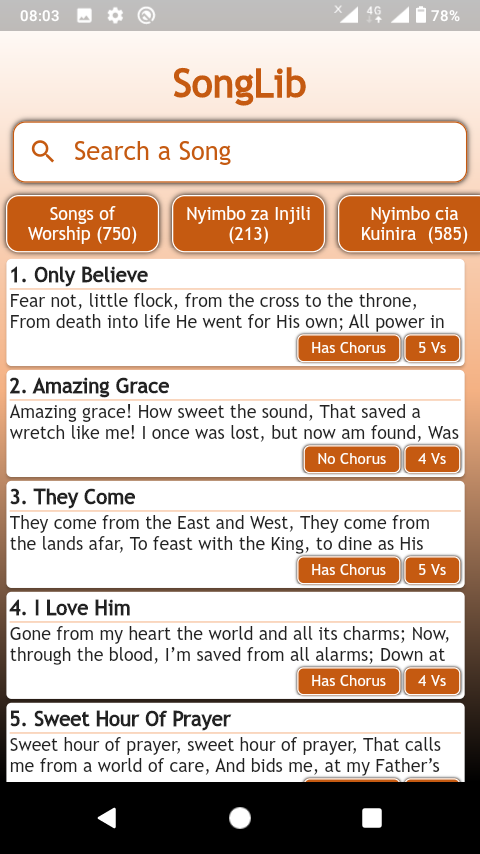 08:03
4G
78%
SongLib
Search a Song
Songs of
Worship (750)
Nyimbo za Injili
(213)
Nyimbo cia
Kuinira (585)
1. Only Believe
Fear not, little flock, from the cross to the throne,
From death into life He went for His own; All power in
Has Chorus
5 Vs
2. Amazing Grace
Amazing grace! How sweet the sound, That saved a
wretch like me! I once was lost, but now am found, Was
No Chorus
4 Vs
3. They Come
They come from the East and West, They come from
the lands afar, To feast with the King, to dine as His
Has Chorus
5 Vs
4. I Love Him
Gone from my heart the world and all its charms; Now,
through the blood, I’m saved from all alarms; Down at
Has Chorus
4 Vs
5. Sweet Hour Of Prayer
Sweet hour of prayer, sweet hour of prayer, That calls
me from a world of care, And bids me, at my Father’s